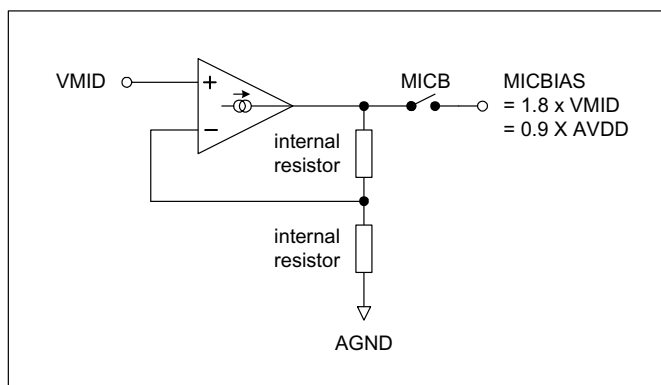 VMID
+
−
MICB
MICBIAS
= 1.8 x VMID
= 0.9 X AVDD
internal
resistor
internal
resistor
AGND